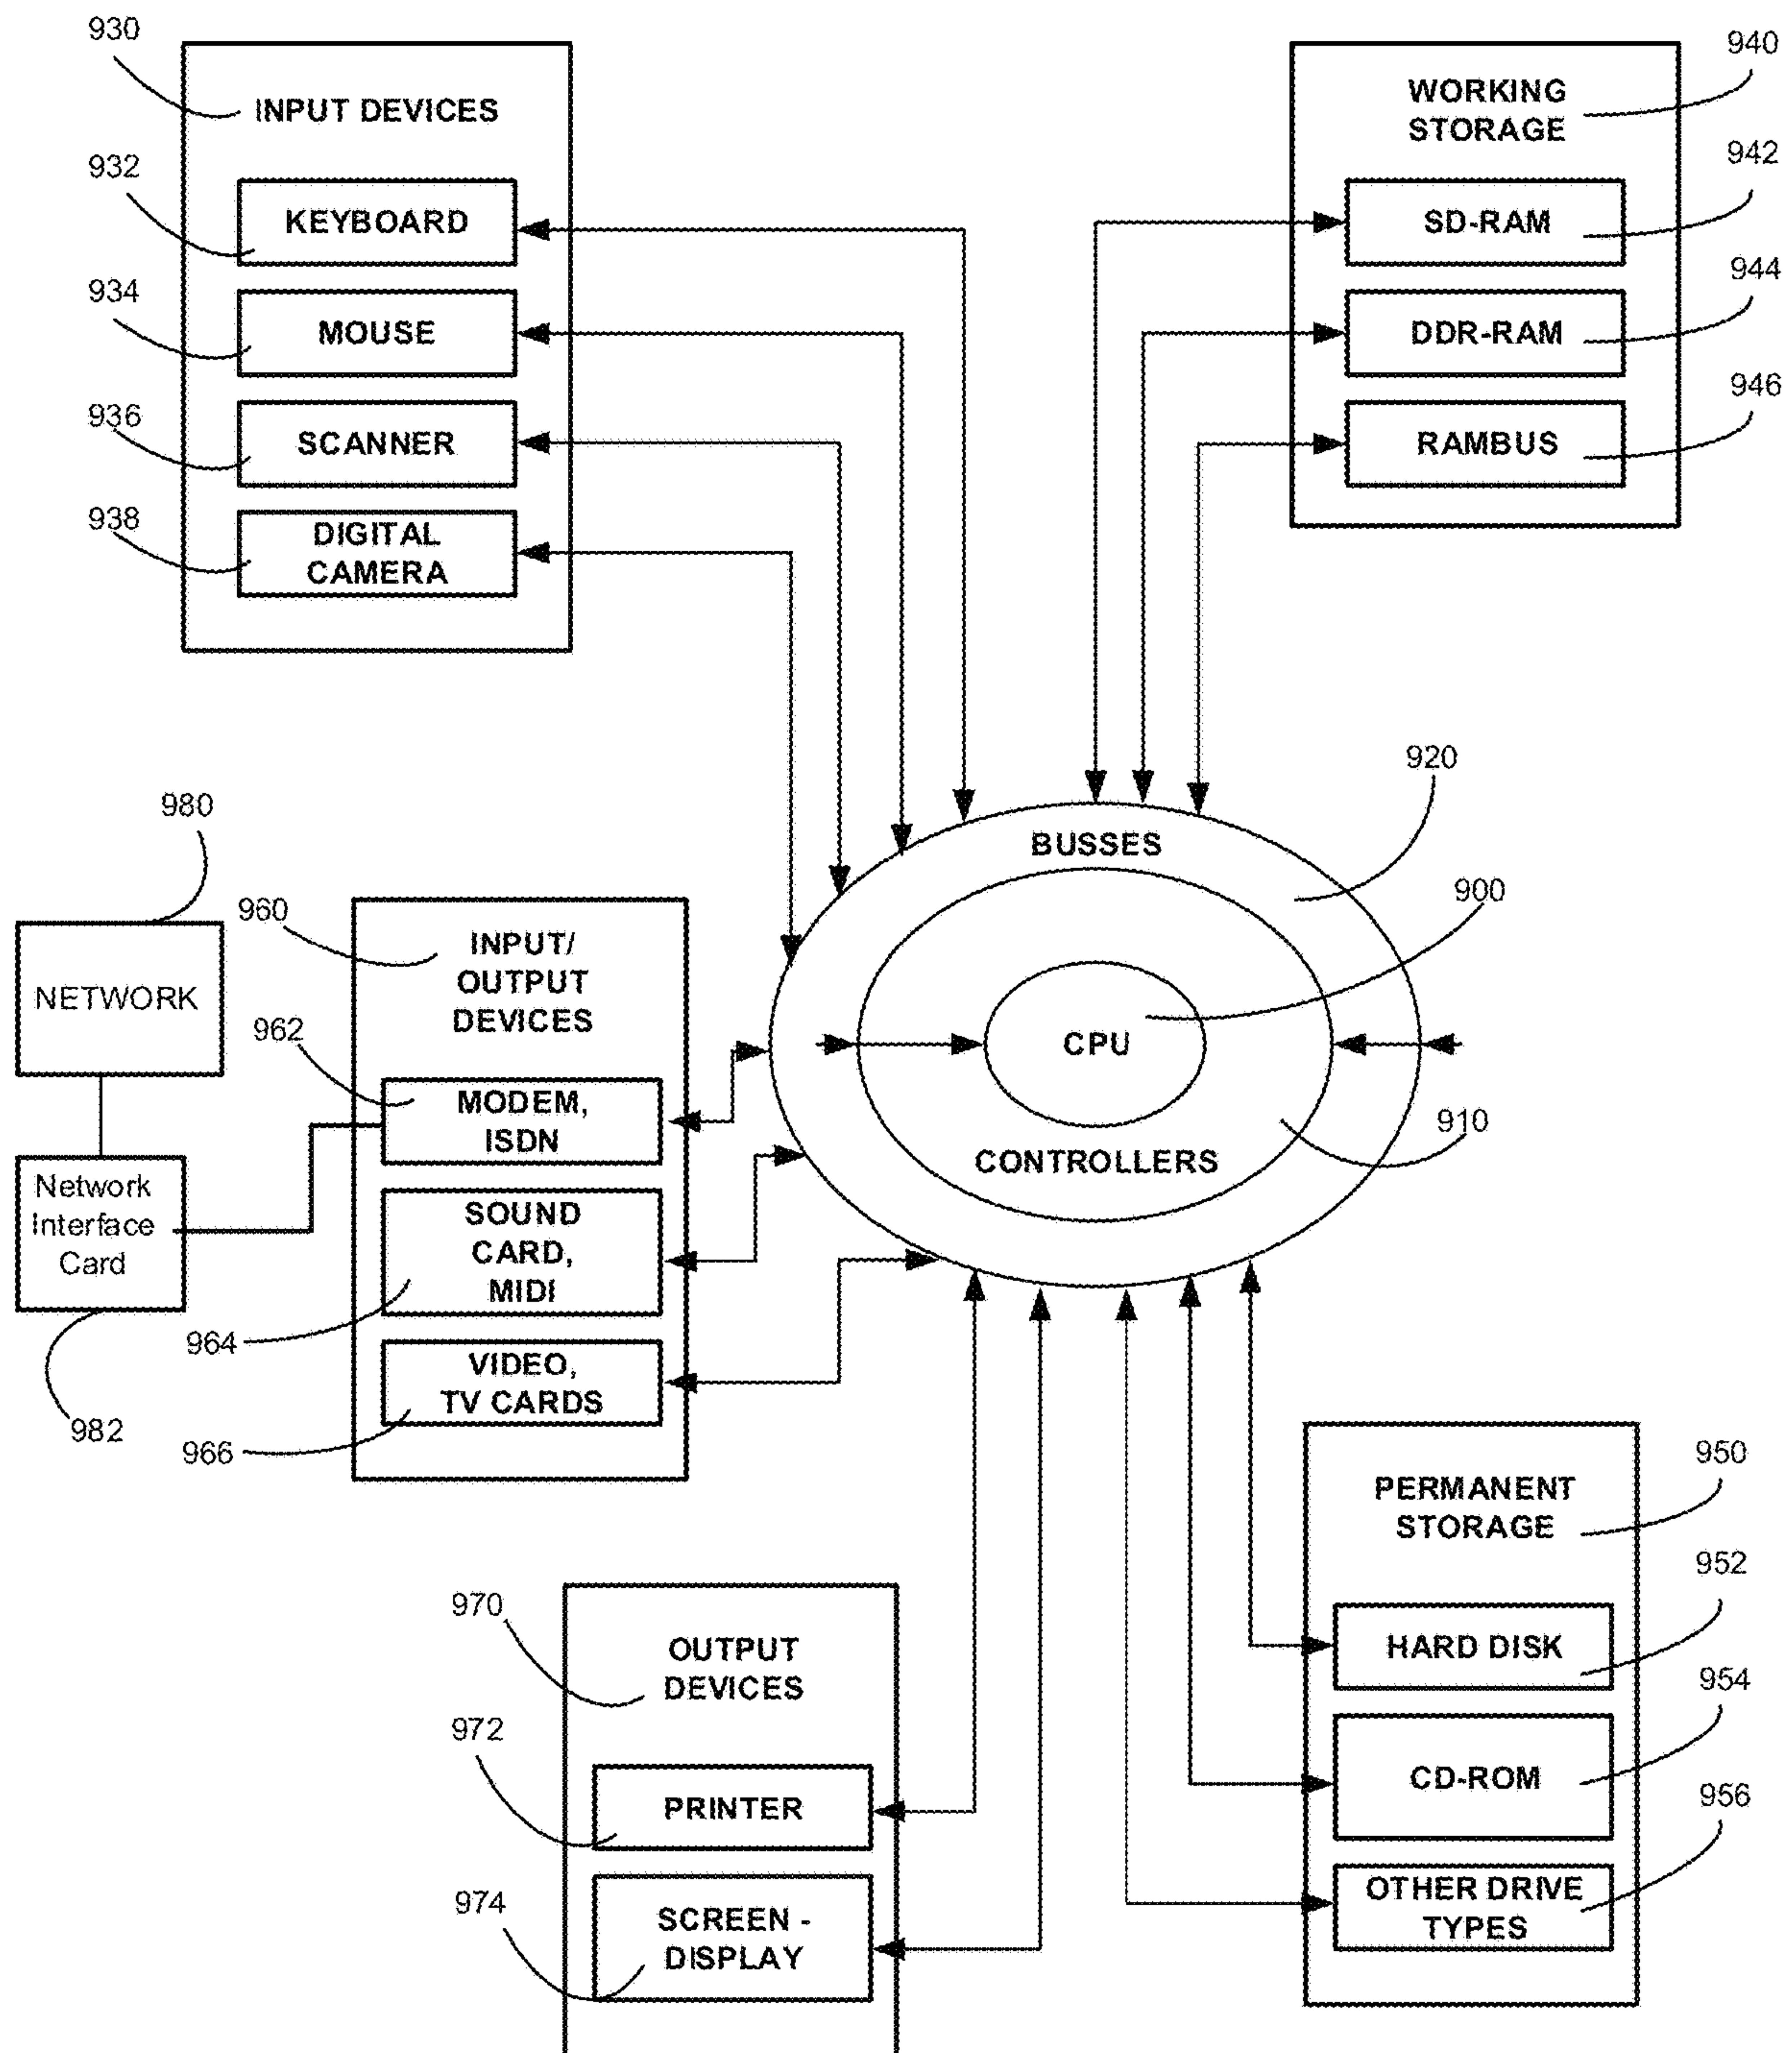 930
INPUT DEVICES
932
KEYBOARD
934
MOUSE
936
SCANNER
938
DIGITAL
CAMERA
940
WORKING
STORAGE
942
SD-RAM
944
DDR-RAM
946
RAMBUS
920
BUSSES
900
CPU
910
CONTROLLERS
980
NETWORK
Network
Interface
Card
982
960
INPUT/
OUTPUT
DEVICES
962
MODEM,
ISDN
SOUND
CARD,
MIDI
964
VIDEO,
TV CARDS
966
970
OUTPUT
DEVICES
972
PRINTER
974
SCREEN -
DISPLAY
950
PERMANENT
STORAGE
952
HARD DISK
954
CD-ROM
956
OTHER DRIVE
TYPES